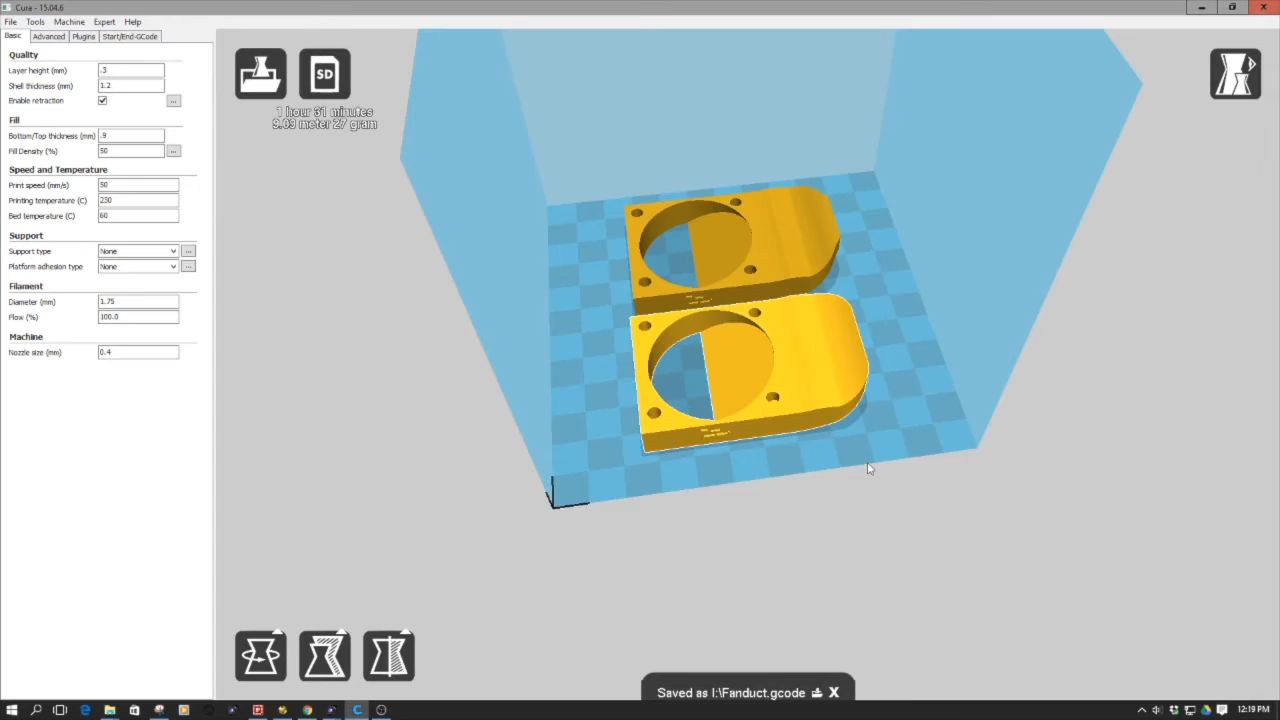 Cura - 15.04.6
File Tools Machine Expert Help
Basic Advanced Plugins Start/End-GCode
Quality
Layer height (mm) .3
Shell thickness (mm) 1.2
Enable retraction ...
Fill
Bottom/Top thickness (mm) .9
Fill Density (%) 50 ...
Speed and Temperature
Print speed (mm/s) 50
Printing temperature (C) 230
Bed temperature (C) 60
Support
Support type None ...
Platform adhesion type None ...
Filament
Diameter (mm) 1.75
Flow (%) 100.0
Machine
Nozzle size (mm) 0.4
SD
1 hour 31 minutes
9.09 meter 27 gram
Saved as I:\Fanduct.gcode X
12:19 PM